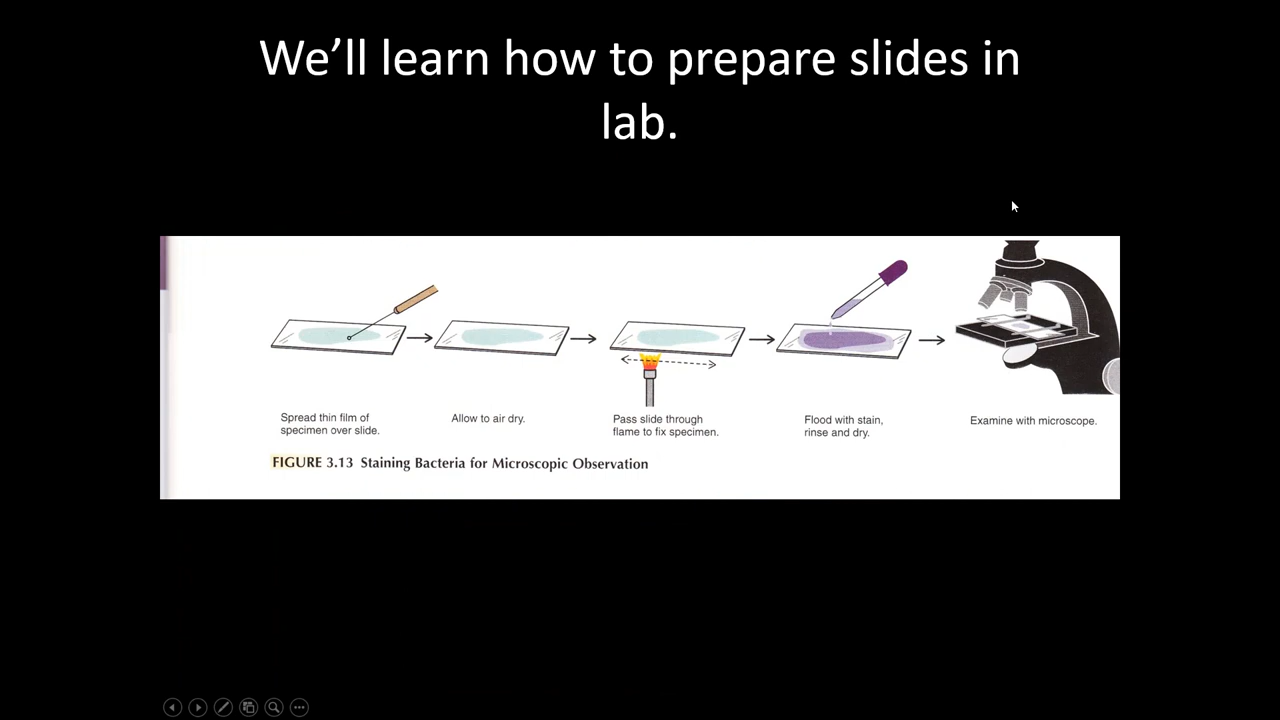 We’ll learn how to prepare slides in
lab.
Spread thin film of
specimen over slide.
Allow to air dry.
Pass slide through
flame to fix specimen.
Flood with stain,
rinse and dry.
Examine with microscope.
FIGURE 3.13 Staining Bacteria for Microscopic Observation